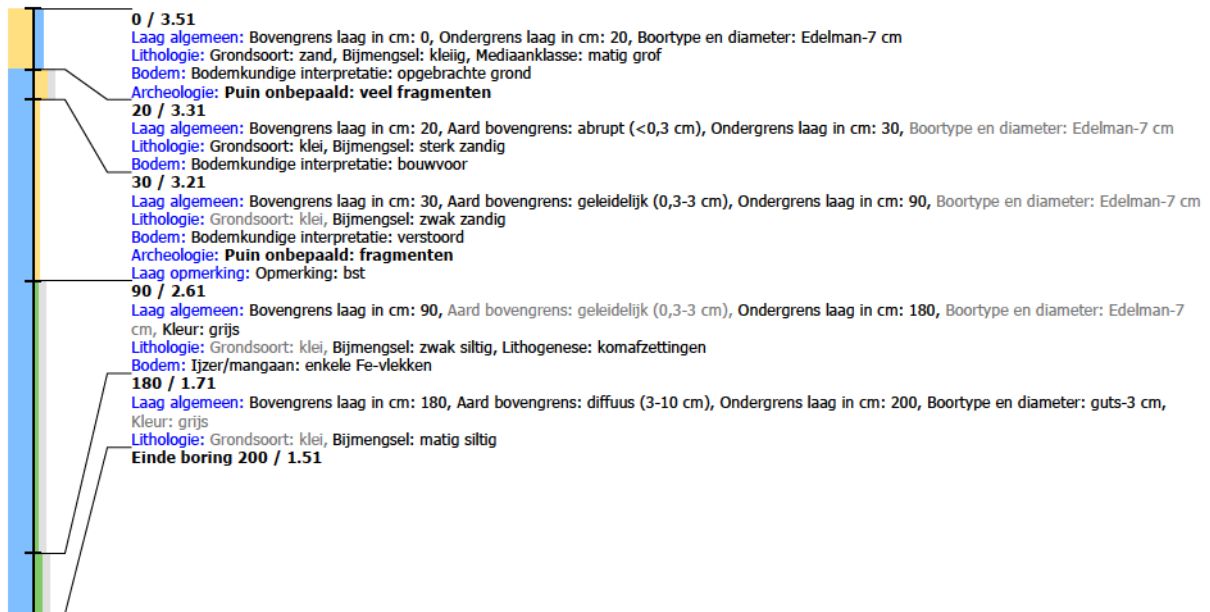 0 / 3.51
Laag algemeen: Bovengrens laag in cm: 0, Ondergrens laag in cm: 20, Boortype en diameter: Edelman-7 cm
Lithologie: Grondsoort: zand, Bijmengsel: kleiig, Mediaanklasse: matig grof
Bodem: Bodemkundige interpretatie: opgebrachte grond
Archeologie: Puin onbepaald: veel fragmenten
20 / 3.31
Laag algemeen: Bovengrens laag in cm: 20, Aard bovengrens: abrupt (<0,3 cm), Ondergrens laag in cm: 30, Boortype en diameter: Edelman-7 cm
Lithologie: Grondsoort: klei, Bijmengsel: sterk zandig
Bodem: Bodemkundige interpretatie: bouwvoor
30 / 3.21
Laag algemeen: Bovengrens laag in cm: 30, Aard bovengrens: geleidelijk (0,3-3 cm), Ondergrens laag in cm: 90, Boortype en diameter: Edelman-7 cm
Lithologie: Grondsoort: klei, Bijmengsel: zwak zandig
Bodem: Bodemkundige interpretatie: verstoord
Archeologie: Puin onbepaald: fragmenten
Laag opmerking: Opmerking: bst
90 / 2.61
Laag algemeen: Bovengrens laag in cm: 90, Aard bovengrens: geleidelijk (0,3-3 cm), Ondergrens laag in cm: 180, Boortype en diameter: Edelman-7
cm, Kleur: grijs
Lithologie: Grondsoort: klei, Bijmengsel: zwak siltig, Lithogenese: komafzettingen
Bodem: Ijzer/mangaan: enkele Fe-vlekken
180 / 1.71
Laag algemeen: Bovengrens laag in cm: 180, Aard bovengrens: diffuus (3-10 cm), Ondergrens laag in cm: 200, Boortype en diameter: guts-3 cm,
Kleur: grijs
Lithologie: Grondsoort: klei, Bijmengsel: matig siltig
Einde boring 200 / 1.51